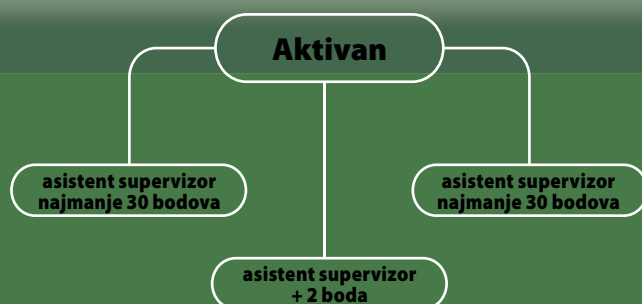 Aktivan
asistent supervizor
najmanje 30 bodova
asistent supervizor
najmanje 30 bodova
asistent supervizor
+ 2 boda